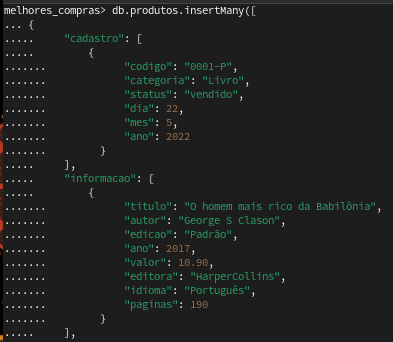 melhores_compras> db.produtos.insertMany([
... {
..... "cadastro": [
..... {
....... "codigo": "0001-P",
....... "categoria": "Livro",
....... "status": "vendido",
....... "dia": 22,
....... "mes": 5,
....... "ano": 2022
....... }
..... ],
..... "informacao": [
..... {
....... "titulo": "O homem mais rico da Babilônia",
....... "autor": "George S Clason",
....... "edicao": "Padrão",
....... "ano": 2017,
....... "valor": 10.90,
....... "editora": "HarperCollins",
....... "idioma": "Português",
....... "paginas": 190
....... }
..... ],